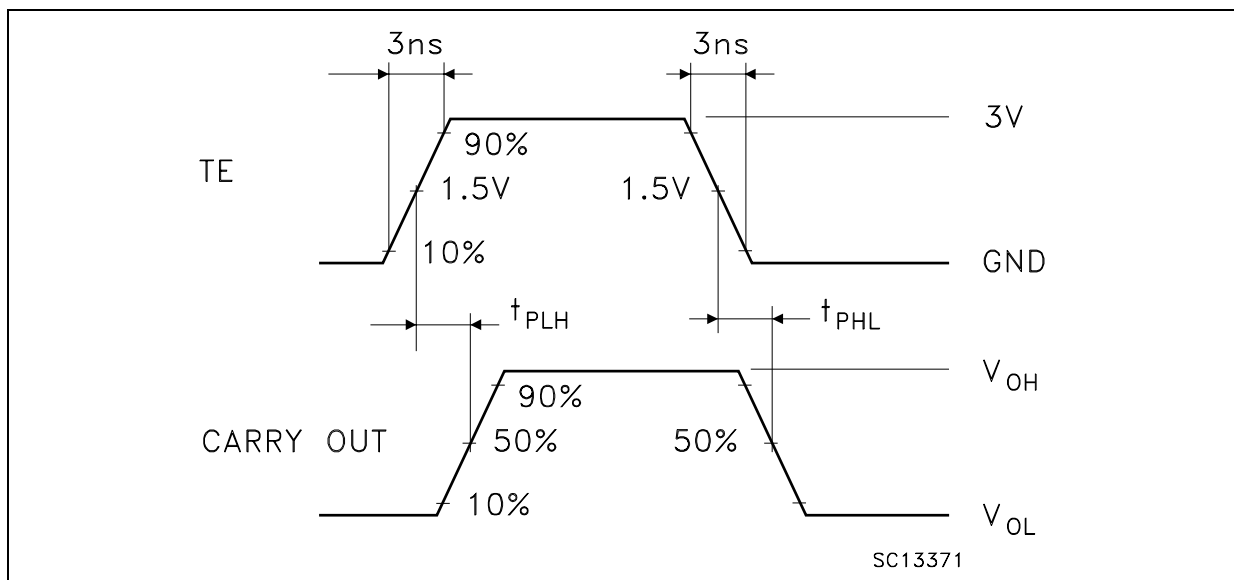 3ns 3ns
3V
90%
TE
1.5V 1.5V
10%
GND
tPLH tPHL
VOH
90%
CARRY OUT 50% 50%
10%
VOL
SC13371